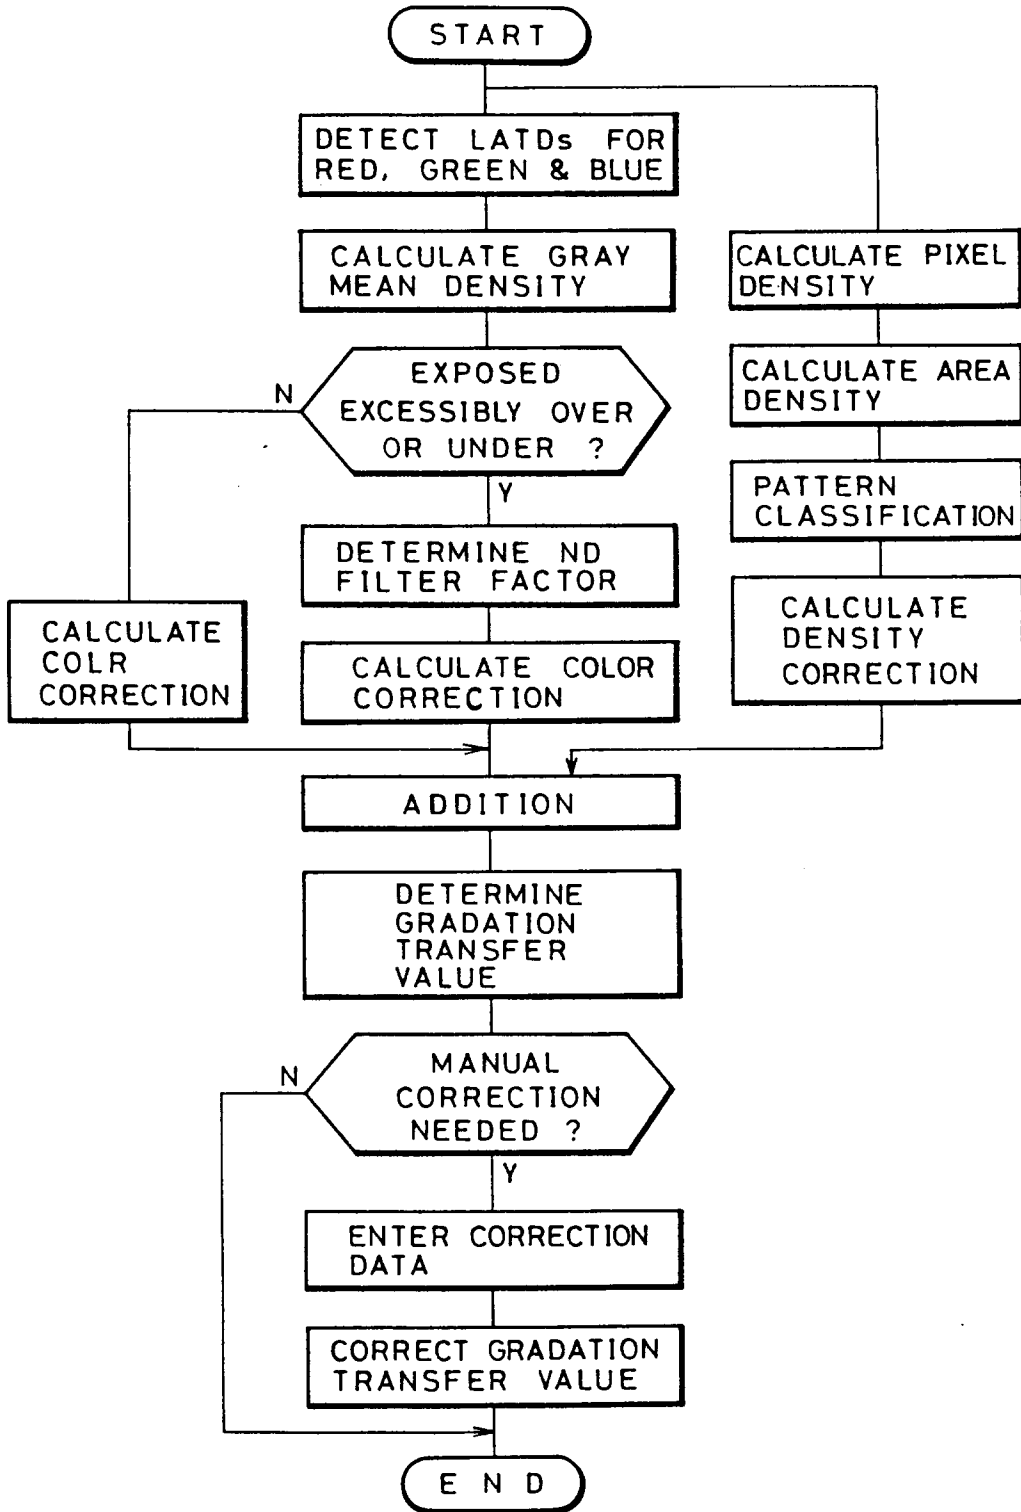 START
DETECT LATDs FOR
RED, GREEN & BLUE
CALCULATE GRAY
MEAN DENSITY
CALCULATE PIXEL
DENSITY
EXPOSED
EXCESSIBLY OVER
OR UNDER ?
N
Y
CALCULATE AREA
DENSITY
PATTERN
CLASSIFICATION
DETERMINE ND
FILTER FACTOR
CALCULATE
COLR
CORRECTION
CALCULATE COLOR
CORRECTION
CALCULATE
DENSITY
CORRECTION
ADDITION
DETERMINE
GRADATION
TRANSFER
VALUE
MANUAL
CORRECTION
NEEDED ?
N
Y
ENTER CORRECTION
DATA
CORRECT GRADATION
TRANSFER VALUE
END